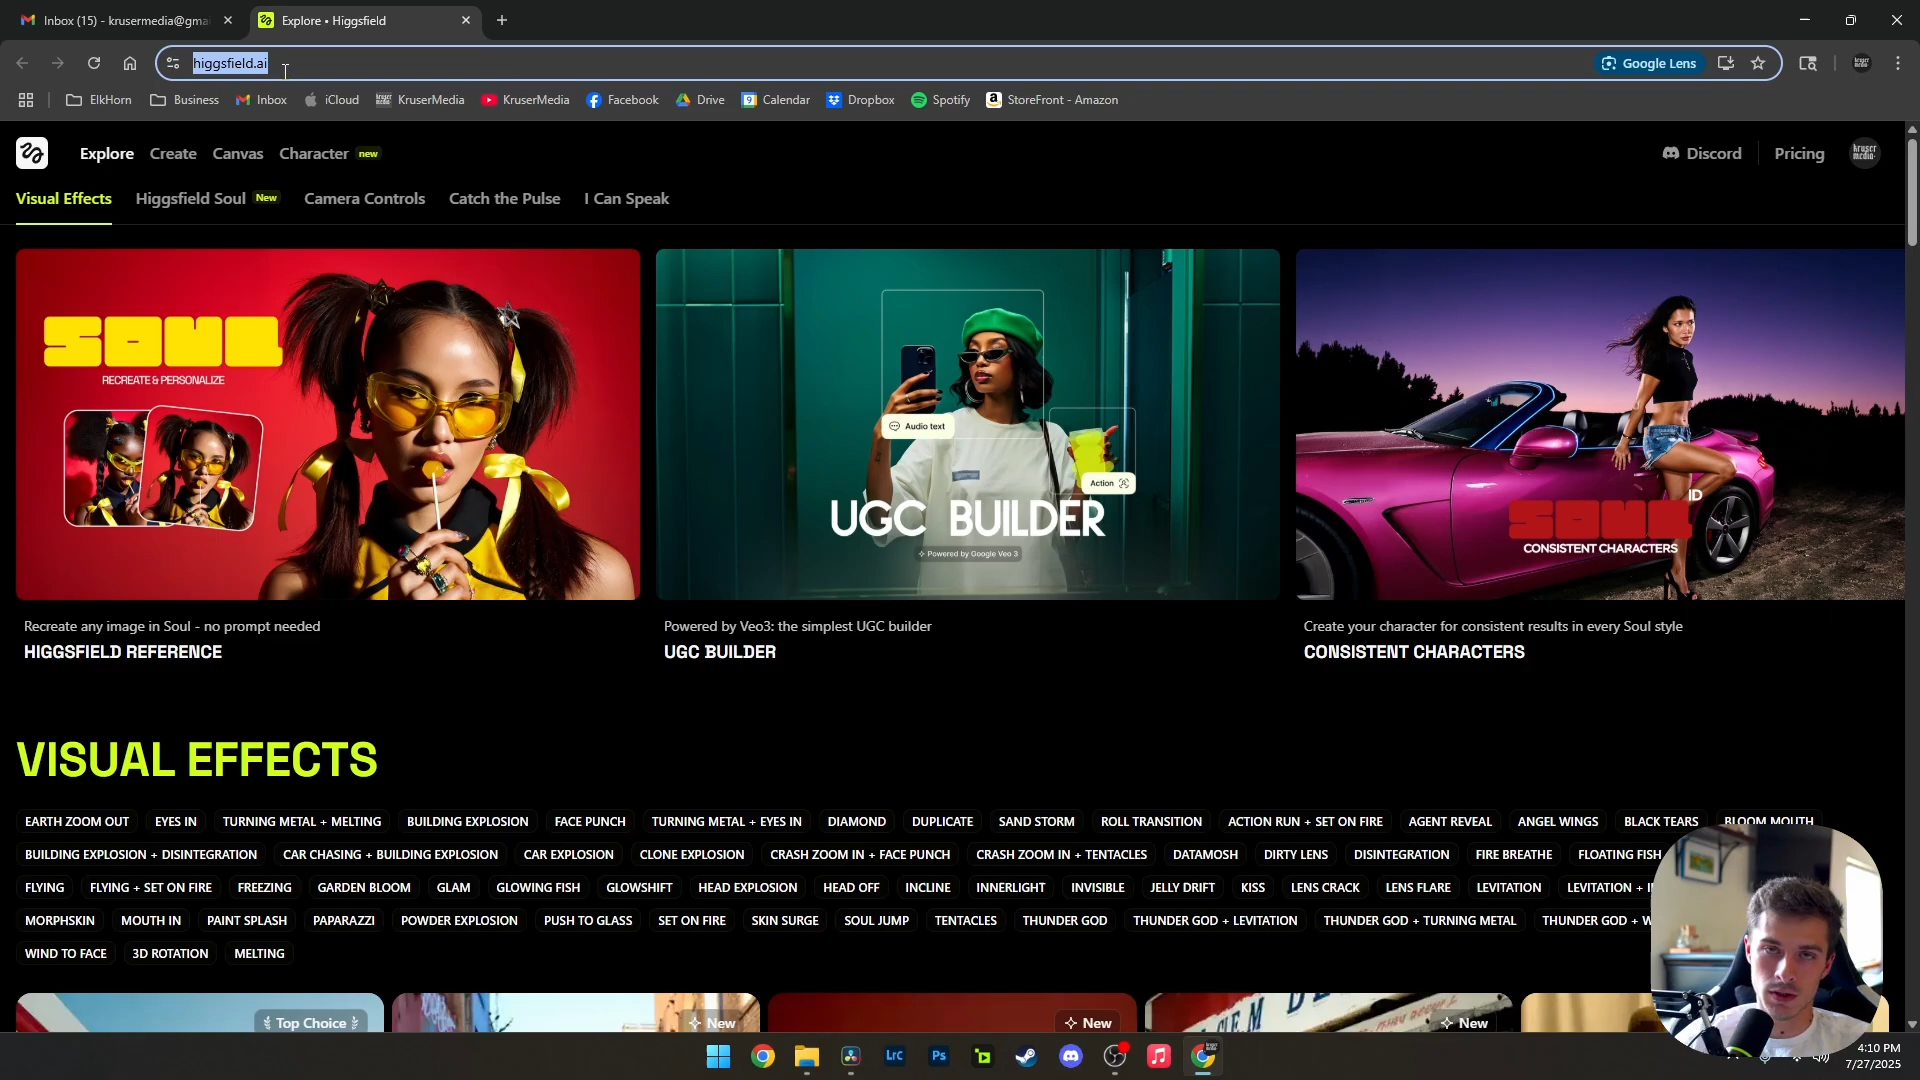 Inbox (15) - krusermedia@gmai
Explore • Higgsfield
higgsfield.ai
Google Lens
ElkHorn
Business
Inbox
iCloud
KruserMedia
KruserMedia
Facebook
Drive
Calendar
Dropbox
Spotify
StoreFront - Amazon
Explore
Create
Canvas
Character new
Discord
Pricing
kruser
media
Visual Effects
Higgsfield Soul New
Camera Controls
Catch the Pulse
I Can Speak
SOUL
RECREATE & PERSONALIZE
Audio text
Action
UGC BUILDER
Powered by Google Veo 3
SOUL ID
CONSISTENT CHARACTERS
Recreate any image in Soul - no prompt needed
HIGGSFIELD REFERENCE
Powered by Veo3: the simplest UGC builder
UGC BUILDER
Create your character for consistent results in every Soul style
CONSISTENT CHARACTERS
VISUAL EFFECTS
EARTH ZOOM OUT EYES IN TURNING METAL + MELTING BUILDING EXPLOSION FACE PUNCH TURNING METAL + EYES IN DIAMOND DUPLICATE SAND STORM ROLL TRANSITION ACTION RUN + SET ON FIRE AGENT REVEAL ANGEL WINGS BLACK TEARS BLOOM MOUTH
BUILDING EXPLOSION + DISINTEGRATION CAR CHASING + BUILDING EXPLOSION CAR EXPLOSION CLONE EXPLOSION CRASH ZOOM IN + FACE PUNCH CRASH ZOOM IN + TENTACLES DATAMOSH DIRTY LENS DISINTEGRATION FIRE BREATHE FLOATING FISH
FLYING FLYING + SET ON FIRE FREEZING GARDEN BLOOM GLAM GLOWING FISH GLOWSHIFT HEAD EXPLOSION HEAD OFF INCLINE INNERLIGHT INVISIBLE JELLY DRIFT KISS LENS CRACK LENS FLARE LEVITATION LEVITATION +
MORPHSKIN MOUTH IN PAINT SPLASH PAPARAZZI POWDER EXPLOSION PUSH TO GLASS SET ON FIRE SKIN SURGE SOUL JUMP TENTACLES THUNDER GOD THUNDER GOD + LEVITATION THUNDER GOD + TURNING METAL THUNDER GOD +
WIND TO FACE 3D ROTATION MELTING
Top Choice
New
New
New
LrC
Ps
4:10 PM
7/27/2025